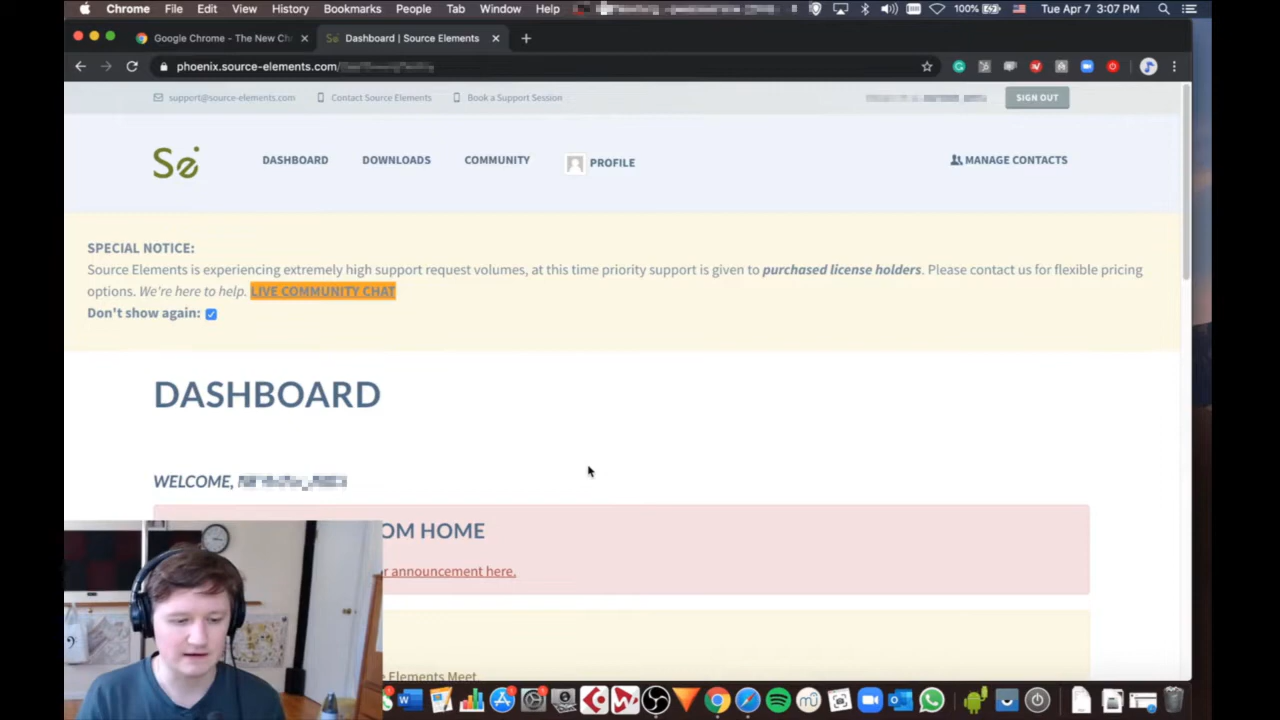 Chrome File Edit View History Bookmarks People Tab Window Help 100% Tue Apr 7 3:07 PM
Google Chrome - The New Ch
Dashboard | Source Elements
phoenix.source-elements.com/
support@source-elements.com Contact Source Elements Book a Support Session SIGN OUT
Se DASHBOARD DOWNLOADS COMMUNITY PROFILE MANAGE CONTACTS
SPECIAL NOTICE:
Source Elements is experiencing extremely high support request volumes, at this time priority support is given to purchased license holders. Please contact us for flexible pricing
options. We're here to help. LIVE COMMUNITY CHAT
Don't show again:
DASHBOARD
WELCOME,
OM HOME
r announcement here.
e Elements Meet.